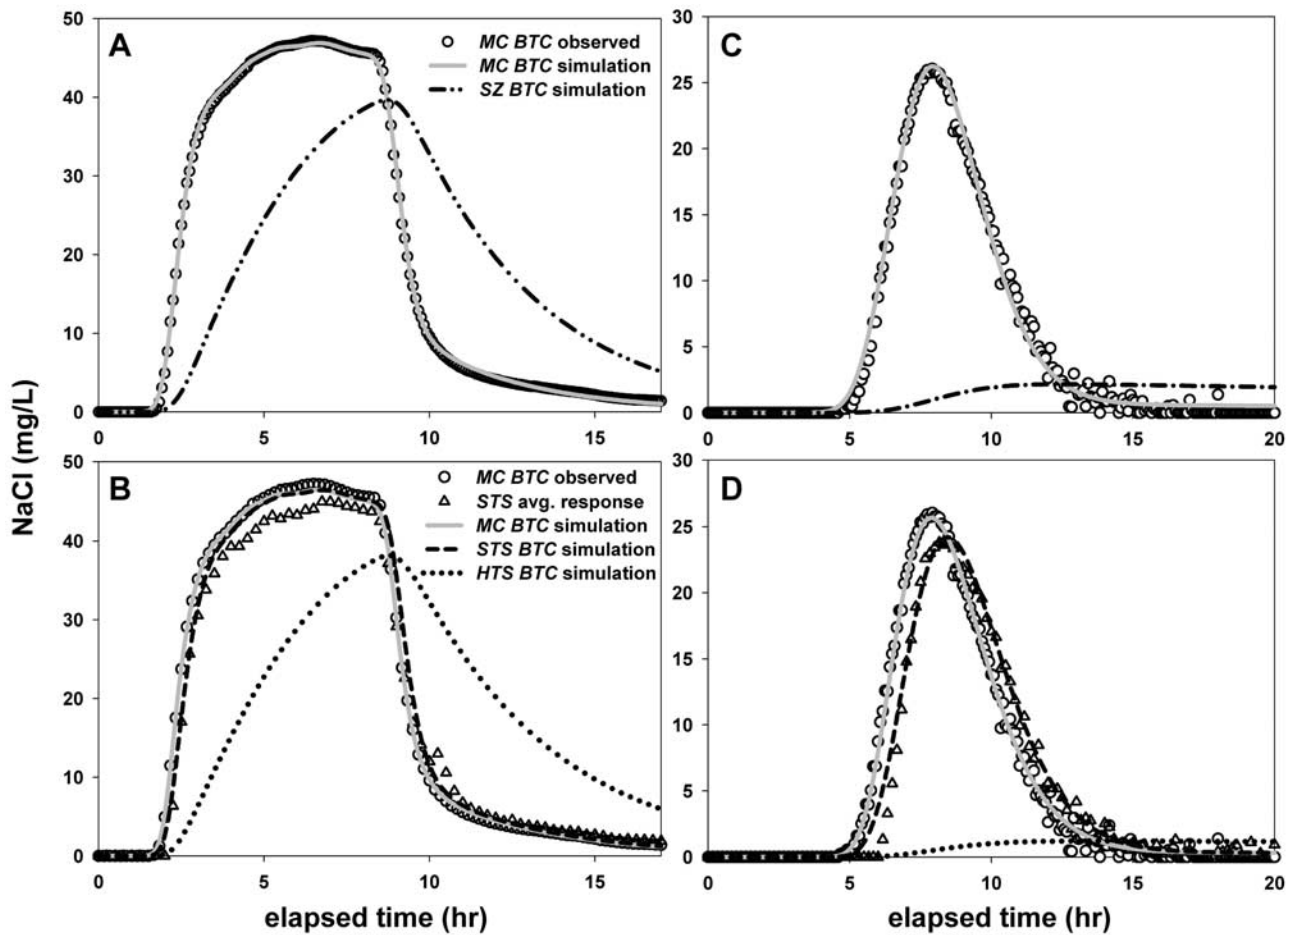 A
MC BTC observed
MC BTC simulation
SZ BTC simulation
50
40
30
20
10
0
0 5 10 15
C
30
25
20
15
10
5
0
0 5 10 15 20
B
MC BTC observed
STS avg. response
MC BTC simulation
STS BTC simulation
HTS BTC simulation
50
40
30
20
10
0
0 5 10 15
D
30
25
20
15
10
5
0
0 5 10 15 20
NaCl (mg/L)
elapsed time (hr)
elapsed time (hr)